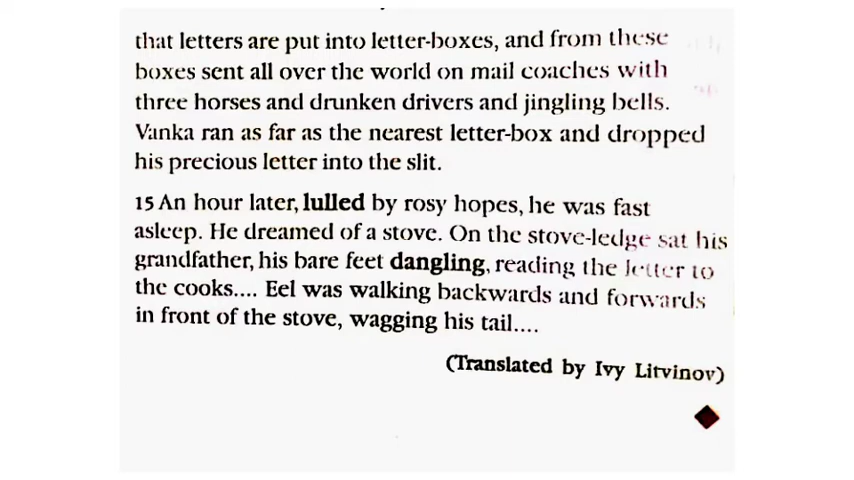 that letters are put into letter-boxes, and from these
boxes sent all over the world on mail coaches with
three horses and drunken drivers and jingling bells.
Vanka ran as far as the nearest letter-box and dropped
his precious letter into the slit.
15 An hour later, lulled by rosy hopes, he was fast
asleep. He dreamed of a stove. On the stove-ledge sat his
grandfather, his bare feet dangling, reading the letter to
the cooks.... Eel was walking backwards and forwards
in front of the stove, wagging his tail....
(Translated by Ivy Litvinov)